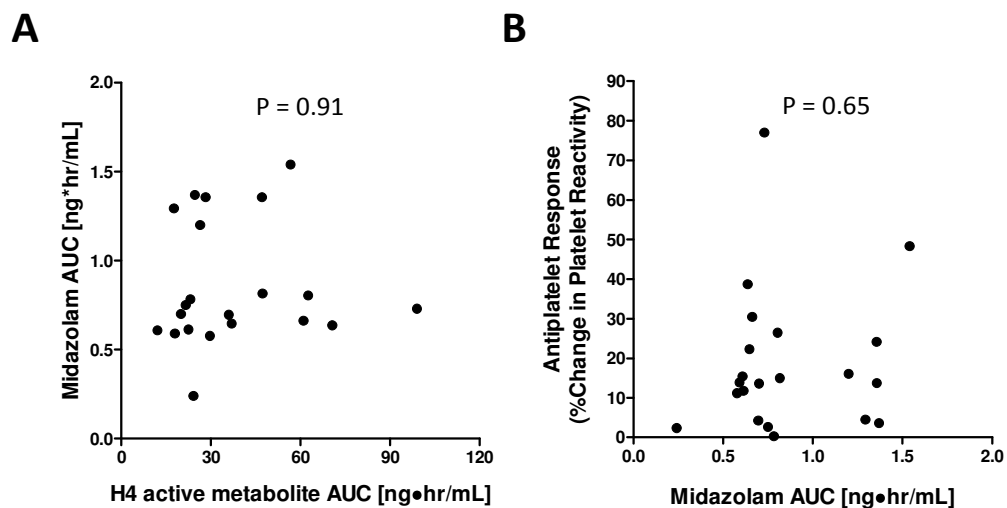 A
P = 0.91
Midazolam AUC [ng*hr/mL]
2.0
1.5
1.0
0.5
0.0
0
30
60
90
120
H4 active metabolite AUC [ng●hr/mL]
B
P = 0.65
Antiplatelet Response
(%Change in Platelet Reactivity)
90
80
70
60
50
40
30
20
10
0
0.0
0.5
1.0
1.5
2.0
Midazolam AUC [ng●hr/mL]